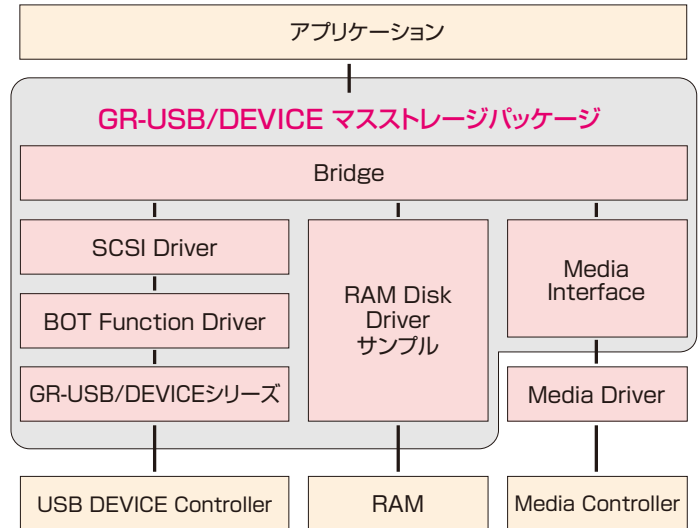 アプリケーション
GR-USB/DEVICE マスストレージパッケージ
Bridge
SCSI Driver
BOT Function Driver
GR-USB/DEVICEシリーズ
RAM Disk
Driver
サンプル
Media
Interface
Media Driver
USB DEVICE Controller
RAM
Media Controller